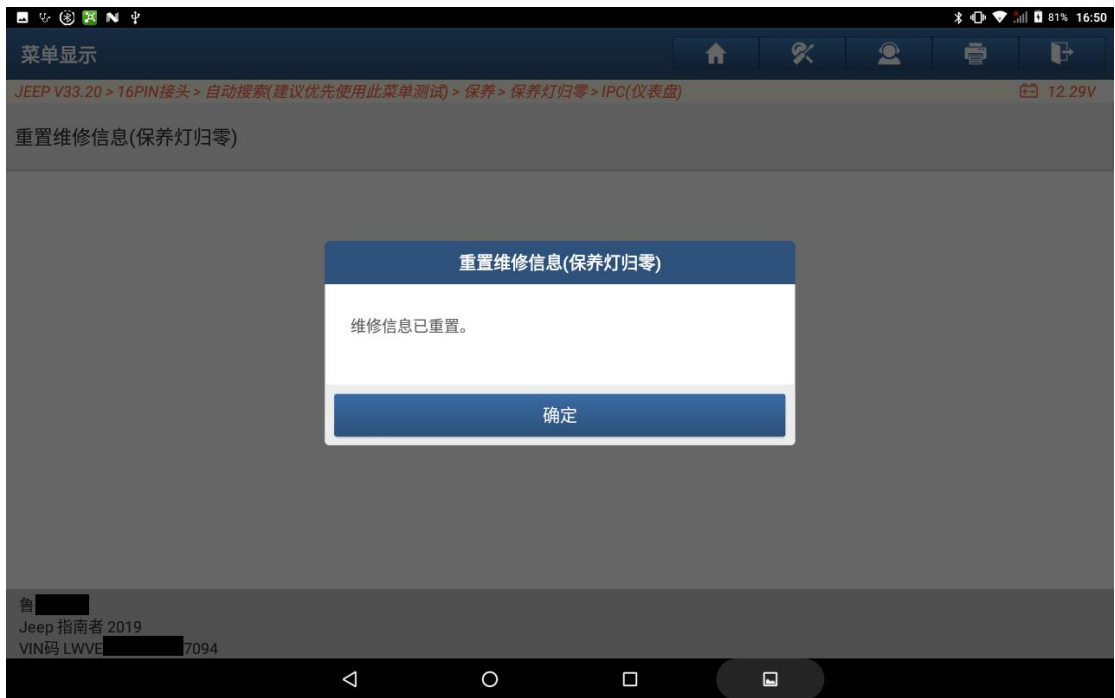 81% 16:50
菜单显示
JEEP V33.20 > 16PIN接头 > 自动搜索(建议优先使用此菜单测试) > 保养 > 保养灯归零 > IPC(仪表盘) 12.29V
重置维修信息(保养灯归零)
重置维修信息(保养灯归零)
维修信息已重置。
确定
鲁
Jeep 指南者 2019
VIN码 LWVE 7094